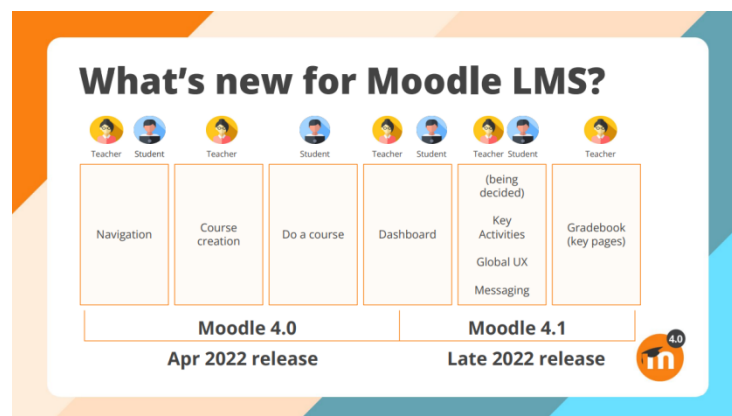 What's new for Moodle LMS?
Teacher
Student
Teacher
Student
Teacher
Student
Teacher Student
Teacher
Navigation
Course
creation
Do a course
Dashboard
(being
decided)
Key
Activities
Global UX
Messaging
Gradebook
(key pages)
Moodle 4.0
Moodle 4.1
Apr 2022 release
Late 2022 release
4.0
m